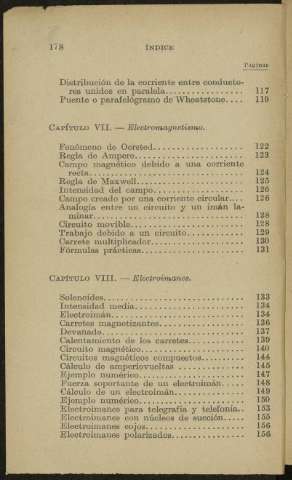 178 ÍNDICE
Páginas
Distribución de la corriente entre conducto-
res unidos en paralela................ 117
Puente o paralelógramo de Wheatstone.... 119
CAPÍTULO VII. — Electromagnetismo.
Fenómeno de Oersted.................... 122
Regla de Ampere........................ 123
Campo magnético debido a una corriente
recta................................ 124
Regla de Maxwell....................... 125
Intensidad del campo................... 126
Campo creado por una corriente circular.... 126
Analogía entre un circuito y un imán la-
minar................................ 128
Circuito movible....................... 128
Trabajo debido a un circuito........... 129
Carrete multiplicador.................. 130
Fórmulas prácticas..................... 131
CAPÍTULO VIII. — Electroimanes.
Solenoides............................. 133
Intensidad media....................... 134
Electroimán............................ 134
Carretes magnetizantes................. 136
Devanado............................... 137
Calentamiento de los carretes.......... 139
Circuito magnético..................... 140
Circuitos magnéticos compuestos........ 144
Cálculo de amperiovueltas.............. 145
Ejemplo numérico....................... 147
Fuerza soportante de un electroimán..... 148
Cálculo de un electroimán.............. 149
Ejemplo numérico....................... 150
Electroimanes para telegrafía y telefonía.. 153
Electroimanes con núcleos de succión..... 155
Electroimanes cojos.................... 156
Electroimanes polarizados.............. 156